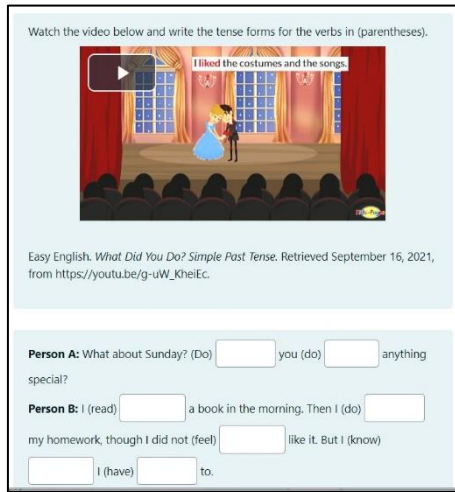 Watch the video below and write the tense forms for the verbs in (parentheses).
I liked the costumes and the songs.
Easy English. What Did You Do? Simple Past Tense. Retrieved September 16, 2021,
from https://youtu.be/g-uW_KheiEc.
Person A: What about Sunday? (Do) you (do) anything
special?
Person B: I (read) a book in the morning. Then I (do)
my homework, though I did not (feel) like it. But I (know)
I (have) to.